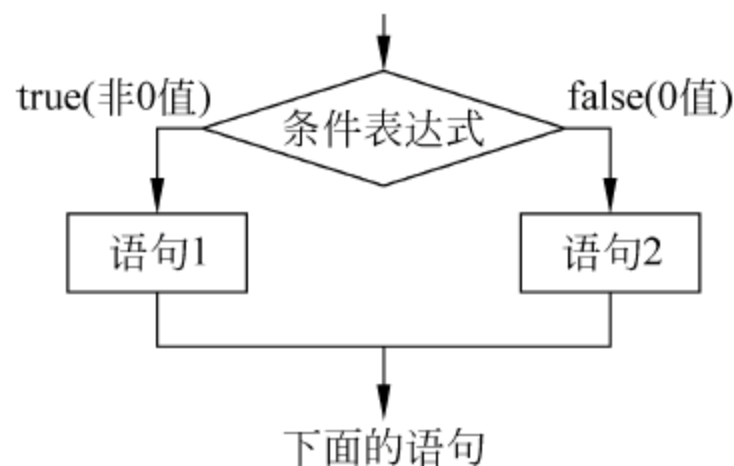 true(非0值)
false(0值)
条件表达式
语句1
语句2
下面的语句